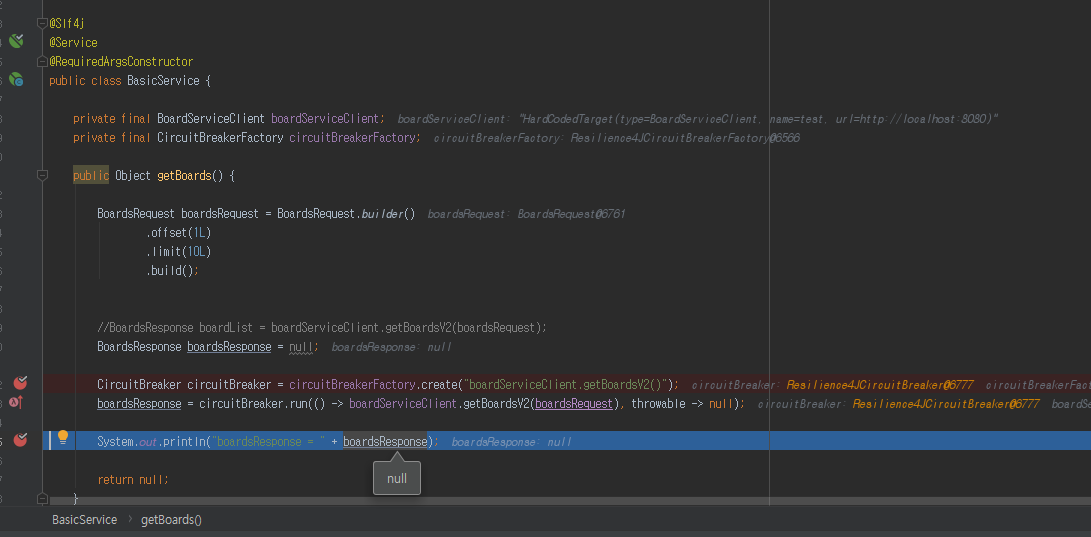 @Slf4j
@Service
@RequiredArgsConstructor
public class BasicService {
private final BoardServiceClient boardServiceClient; boardServiceClient: "HardCodedTarget(type=BoardServiceClient, name=test, url=http://localhost:8080)"
private final CircuitBreakerFactory circuitBreakerFactory; circuitBreakerFactory: Resilience4JCircuitBreakerFactory@6566
public Object getBoards() {
BoardsRequest boardsRequest = BoardsRequest.builder() boardsRequest: BoardsRequest@6761
.offset(1L)
.limit(10L)
.build();
//BoardsResponse boardList = boardServiceClient.getBoardsV2(boardsRequest);
BoardsResponse boardsResponse = null; boardsResponse: null
CircuitBreaker circuitBreaker = circuitBreakerFactory.create("boardServiceClient.getBoardsV2()"); circuitBreaker: Resilience4JCircuitBreaker@6777 circuitBreakerFact
boardsResponse = circuitBreaker.run(() -> boardServiceClient.getBoardsV2(boardsRequest), throwable -> null); circuitBreaker: Resilience4JCircuitBreaker@6777 boardSe
System.out.println("boardsResponse = " + boardsResponse); boardsResponse: null
null
return null;
}
BasicService > getBoards()